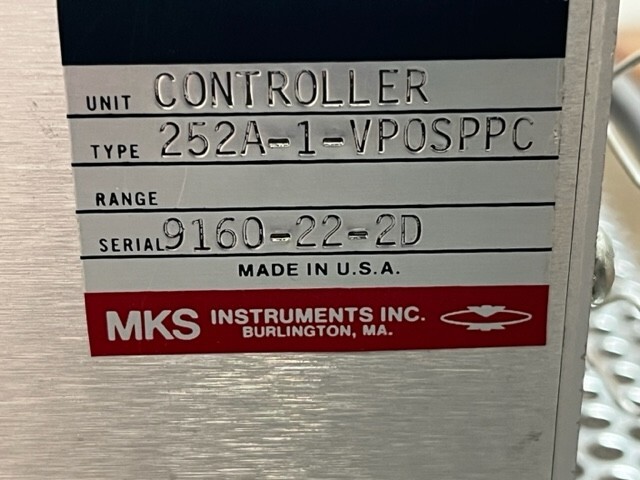 UNIT CONTROLLER
TYPE 252A-1-VPOSPPC
RANGE
SERIAL 9160-22-2D
MADE IN U.S.A.
MKS INSTRUMENTS INC.
BURLINGTON, MA.